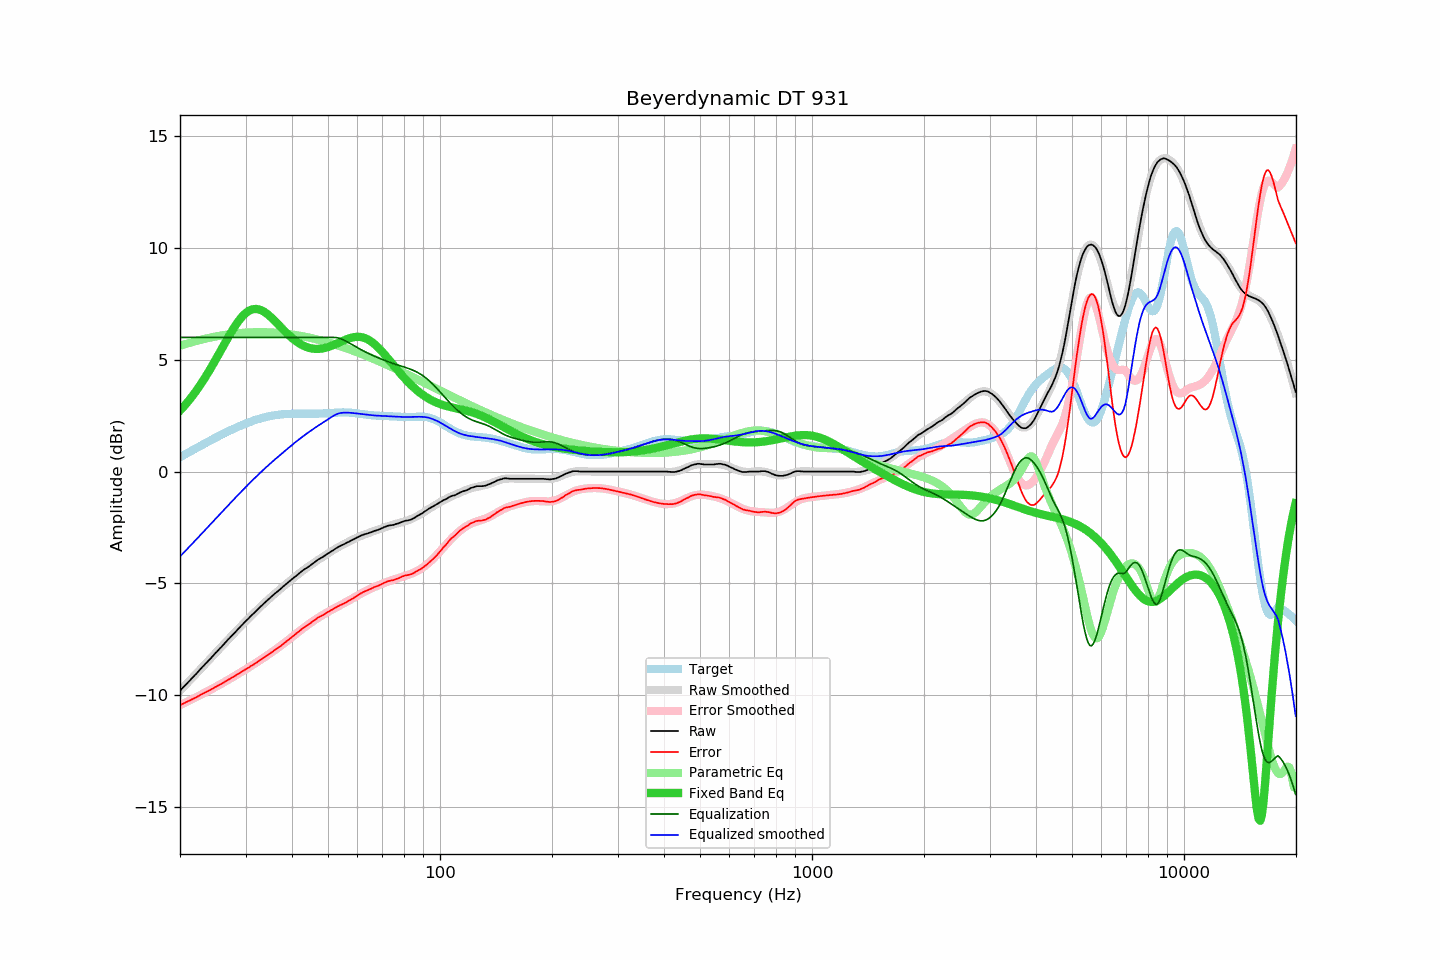 Beyerdynamic DT 931
15
10
5
0
−5
−10
−15
Amplitude (dBr)
Target
Raw Smoothed
Error Smoothed
Raw
Error
Parametric Eq
Fixed Band Eq
Equalization
Equalized smoothed
100
1000
10000
Frequency (Hz)